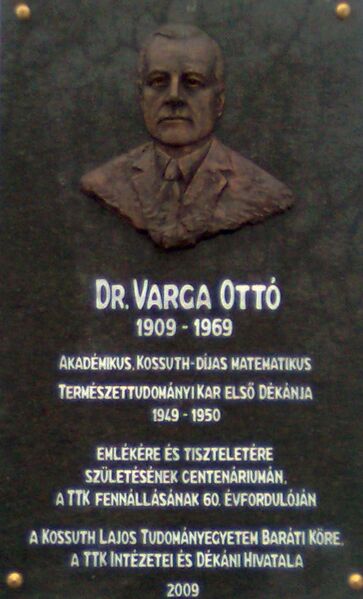 DR. VARGA OTTÓ
1909 - 1969
AKADÉMIKUS, KOSSUTH-DÍJAS MATEMATIKUS
TERMÉSZETTUDOMÁNYI KAR ELSŐ DÉKÁNJA
1949 - 1950
EMLÉKÉRE ÉS TISZTELETÉRE
SZÜLETÉSÉNEK CENTENÁRIUMÁN,
A TTK FENNÁLLÁSÁNAK 60. ÉVFORDULÓJÁN
A KOSSUTH LAJOS TUDOMÁNYEGYETEM BARÁTI KÖRE,
A TTK INTÉZETEI ÉS DÉKÁNI HIVATALA
2009